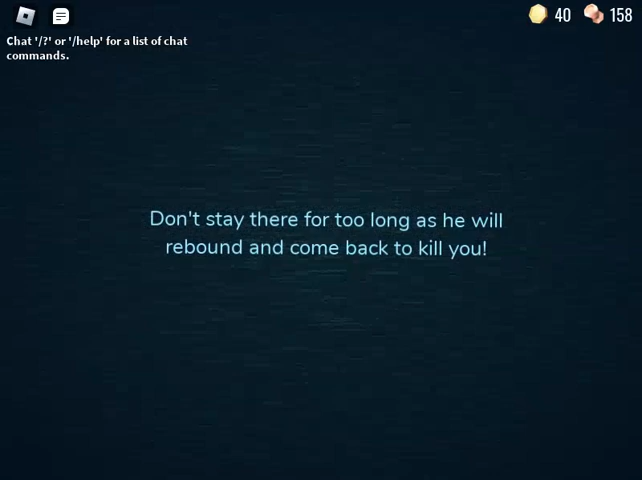 40
158
Chat '/?' or '/help' for a list of chat
commands.
Don't stay there for too long as he will
rebound and come back to kill you!